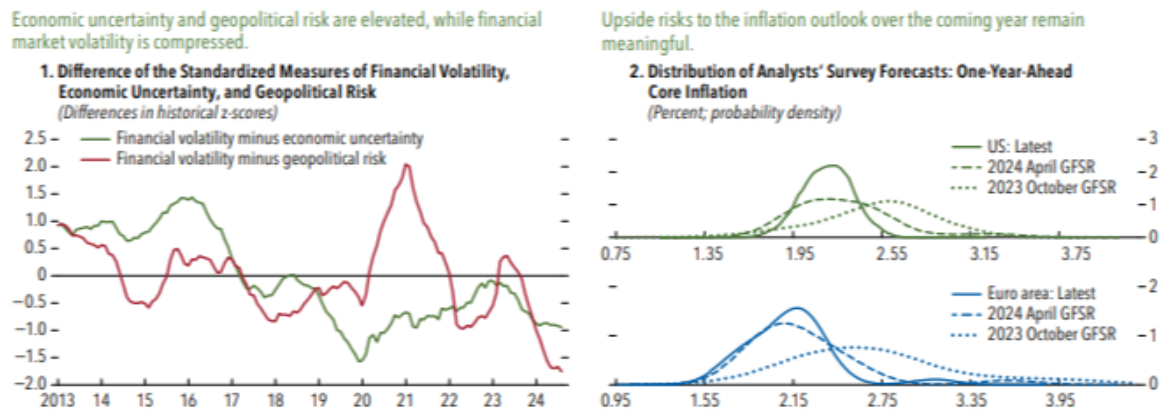 Economic uncertainty and geopolitical risk are elevated, while financial
market volatility is compressed.
1. Difference of the Standardized Measures of Financial Volatility,
Economic Uncertainty, and Geopolitical Risk
(Differences in historical z-scores)
2.5
Financial volatility minus economic uncertainty
2.0
Financial volatility minus geopolitical risk
1.5
1.0
0.5
0
−0.5
−1.0
−1.5
−2.0
2013 14 15 16 17 18 19 20 21 22 23 24
Upside risks to the inflation outlook over the coming year remain
meaningful.
2. Distribution of Analysts' Survey Forecasts: One-Year-Ahead
Core Inflation
(Percent; probability density)
3
US: Latest
2024 April GFSR
2
2023 October GFSR
1
0
0.75 1.35 1.95 2.55 3.15 3.75
2
Euro area: Latest
2024 April GFSR
2023 October GFSR
1
0
0.95 1.55 2.15 2.75 3.35 3.95